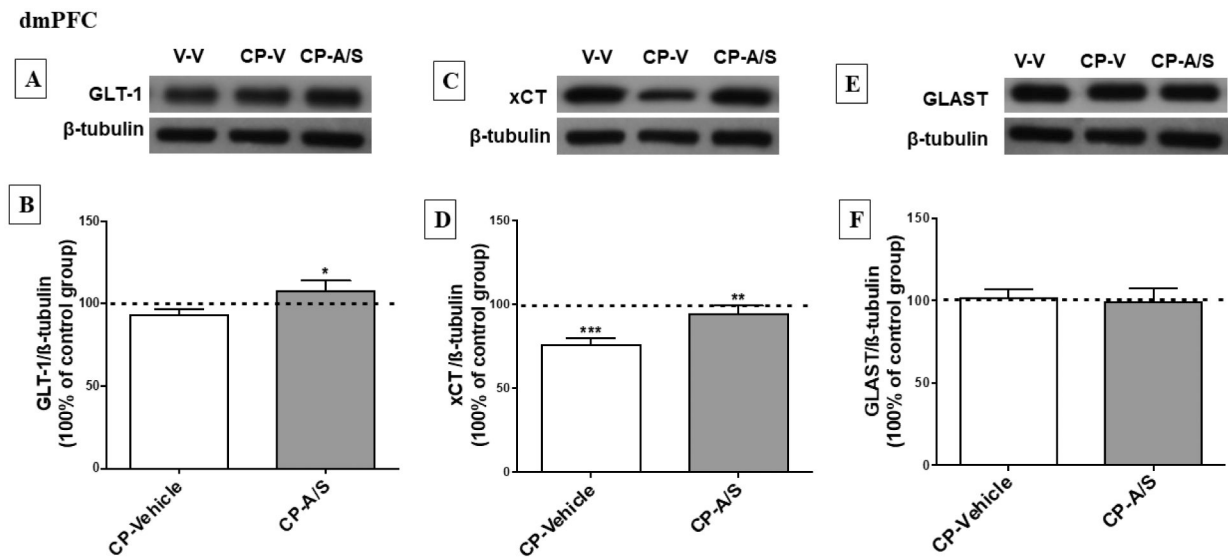 dmPFC
A
V-V CP-V CP-A/S
GLT-1
β-tubulin
C
V-V CP-V CP-A/S
xCT
β-tubulin
E
V-V CP-V CP-A/S
GLAST
β-tubulin
B
GLT-1/ß-tubulin
(100% of control group)
150
100
50
0
*
CP-Vehicle
CP-A/S
D
xCT/ß-tubulin
(100% of control group)
150
100
50
0
***
**
CP-Vehicle
CP-A/S
F
GLAST/ß-tubulin
(100% of control group)
150
100
50
0
CP-Vehicle
CP-A/S